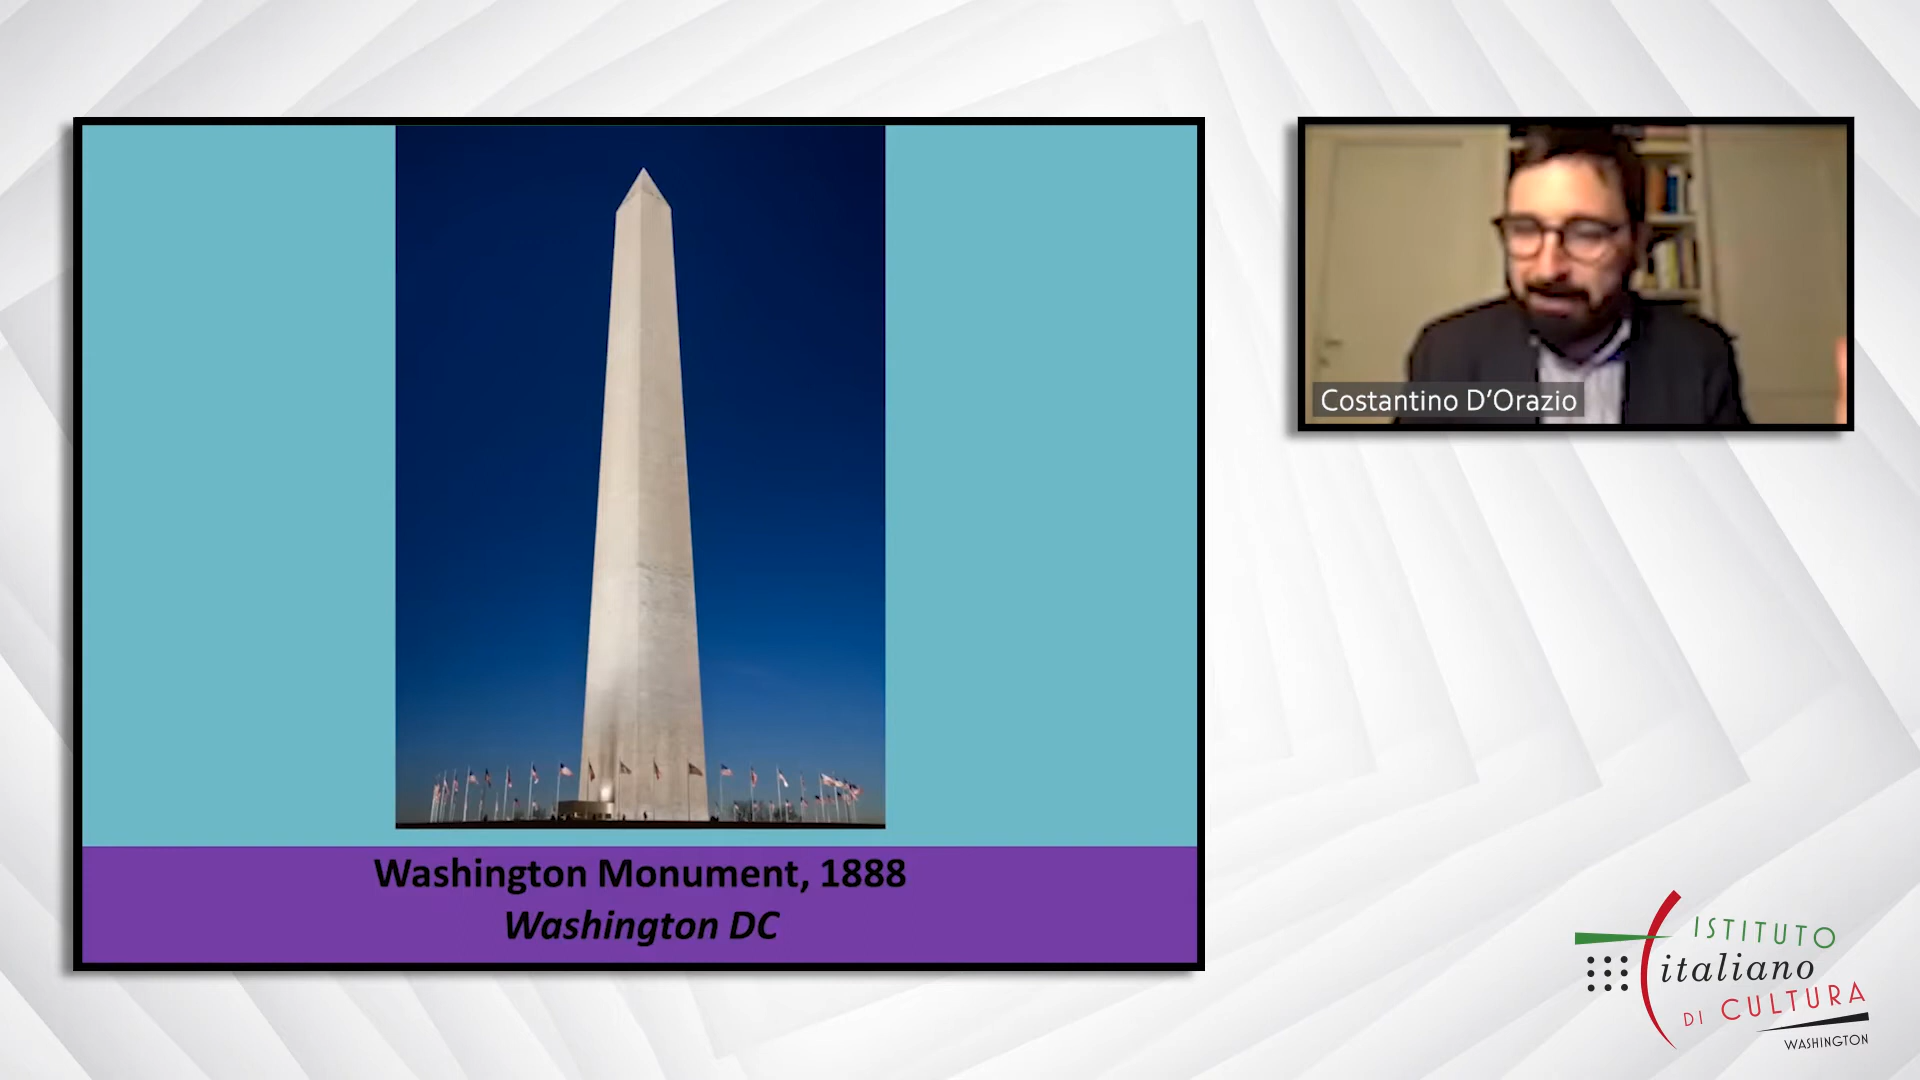 Washington Monument, 1888
Washington DC
Costantino D'Orazio
ISTITUTO
italiano
DI CULTURA
WASHINGTON